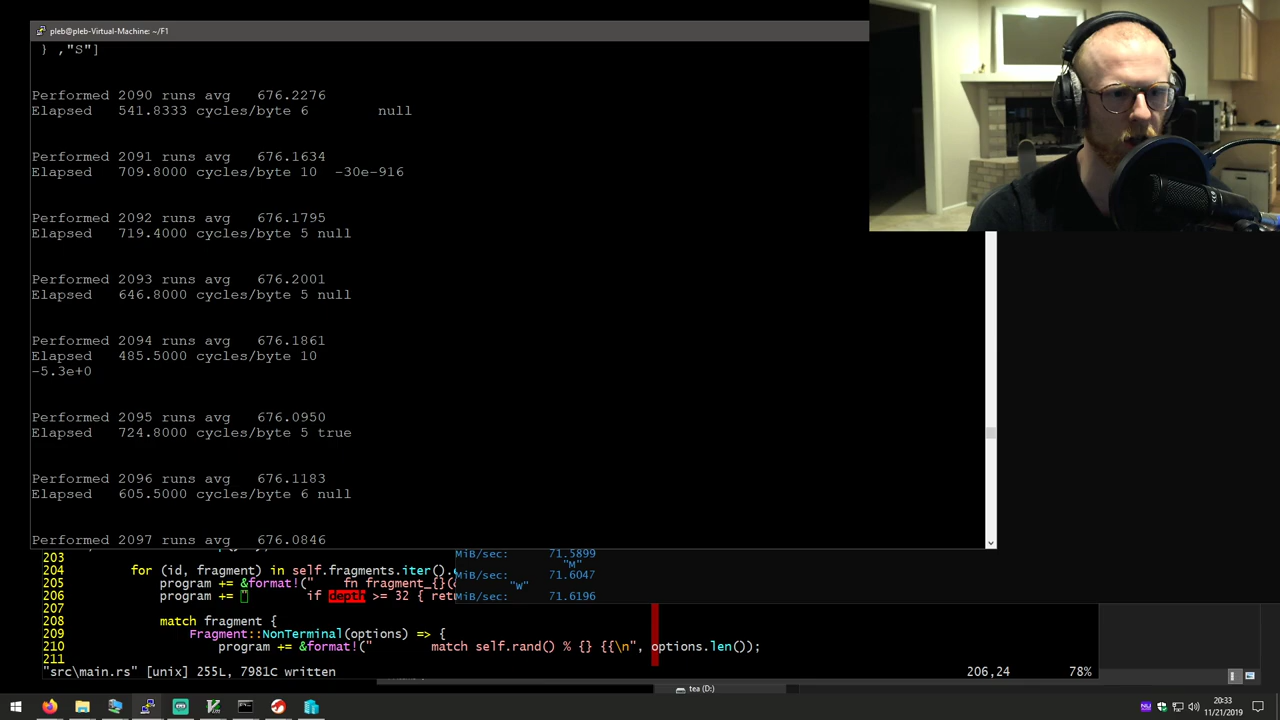 pleb@pleb-Virtual-Machine: ~/F1
} ,"S"]
Performed 2090 runs avg 676.2276
Elapsed 541.8333 cycles/byte 6 null
Performed 2091 runs avg 676.1634
Elapsed 709.8000 cycles/byte 10 -30e-916
Performed 2092 runs avg 676.1795
Elapsed 719.4000 cycles/byte 5 null
Performed 2093 runs avg 676.2001
Elapsed 646.8000 cycles/byte 5 null
Performed 2094 runs avg 676.1861
Elapsed 485.5000 cycles/byte 10
-5.3e+0
Performed 2095 runs avg 676.0950
Elapsed 724.8000 cycles/byte 5 true
Performed 2096 runs avg 676.1183
Elapsed 605.5000 cycles/byte 6 null
Performed 2097 runs avg 676.0846
MiB/sec: 71.5899
"M"
MiB/sec: 71.6047
"w"
MiB/sec: 71.6196
203
204 for (id, fragment) in self.fragments.iter().
205 program += &format!(" fn fragment_{}(
206 program += " if depth >= 32 { ret
207
208 match fragment {
209 Fragment::NonTerminal(options) => {
210 program += &format!(" match self.rand() % {} {{\n", options.len());
211
"src\main.rs" [unix] 255L, 7981C written 206,24 78%
tea (D:)
20:33
11/21/2019